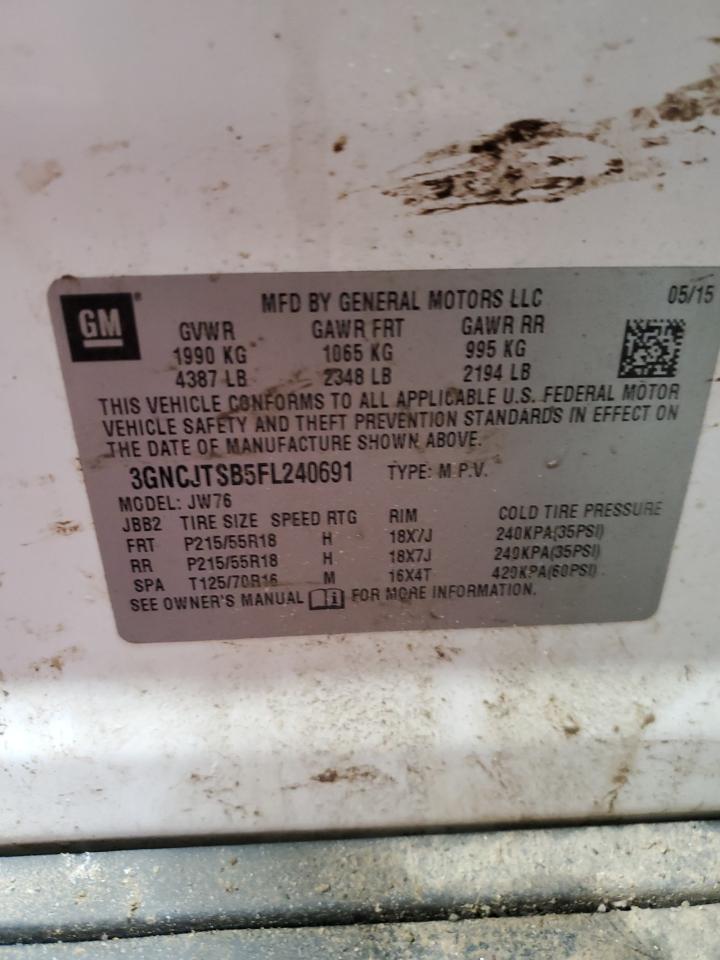 GM ® MFD BY GENERAL MOTORS LLC 05/15
GVWR GAWR FRT GAWR RR
1990 KG 1065 KG 995 KG
4387 LB 2348 LB 2194 LB
THIS VEHICLE CONFORMS TO ALL APPLICABLE U.S. FEDERAL MOTOR
VEHICLE SAFETY AND THEFT PREVENTION STANDARDS IN EFFECT ON
THE DATE OF MANUFACTURE SHOWN ABOVE.
3GNCJTSB5FL240691 TYPE: M.P.V.
MODEL: JW76
JBB2 TIRE SIZE SPEED RTG RIM COLD TIRE PRESSURE
FRT P215/55R18 H 18X7J 240KPA(35PSI)
RR P215/55R18 H 18X7J 240KPA(35PSI)
SPA T125/70R16 M 16X4T 420KPA(60PSI)
SEE OWNER'S MANUAL FOR MORE INFORMATION.